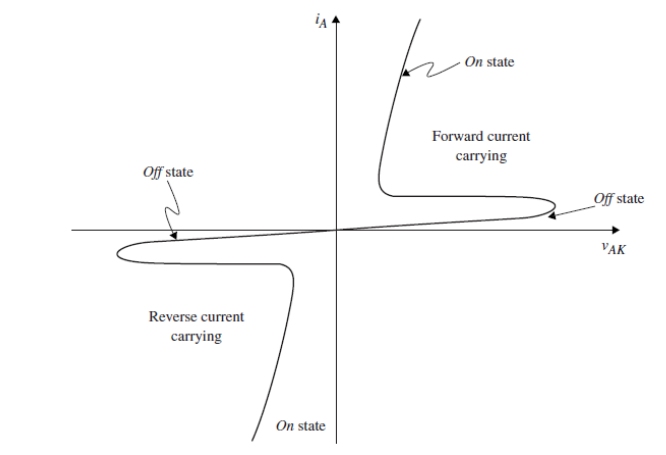 iA
On state
Forward current
carrying
Off state
Off state
vAK
Reverse current
carrying
On state